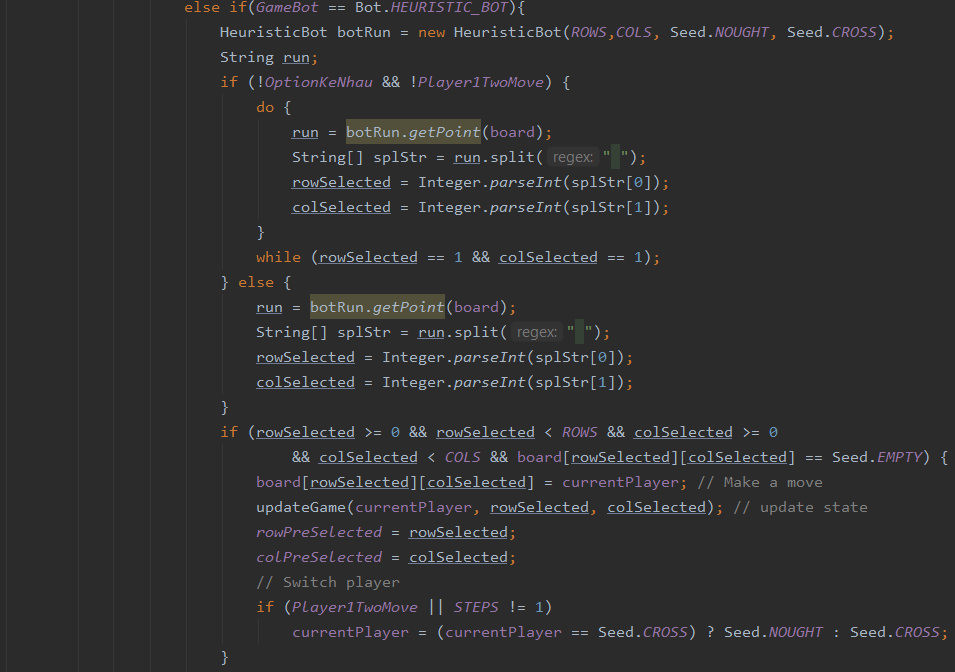 else if(GameBot == Bot.HEURISTIC_BOT){
HeuristicBot botRun = new HeuristicBot(ROWS,COLS, Seed.NOUGHT, Seed.CROSS);
String run;
if (!OptionKeNhau && !Player1TwoMove) {
do {
run = botRun.getPoint(board);
String[] splStr = run.split( regex: " ");
rowSelected = Integer.parseInt(splStr[0]);
colSelected = Integer.parseInt(splStr[1]);
}
while (rowSelected == 1 && colSelected == 1);
} else {
run = botRun.getPoint(board);
String[] splStr = run.split( regex: " ");
rowSelected = Integer.parseInt(splStr[0]);
colSelected = Integer.parseInt(splStr[1]);
}
if (rowSelected >= 0 && rowSelected < ROWS && colSelected >= 0
&& colSelected < COLS && board[rowSelected][colSelected] == Seed.EMPTY) {
board[rowSelected][colSelected] = currentPlayer; // Make a move
updateGame(currentPlayer, rowSelected, colSelected); // update state
rowPreSelected = rowSelected;
colPreSelected = colSelected;
// Switch player
if (Player1TwoMove || STEPS != 1)
currentPlayer = (currentPlayer == Seed.CROSS) ? Seed.NOUGHT : Seed.CROSS;
}